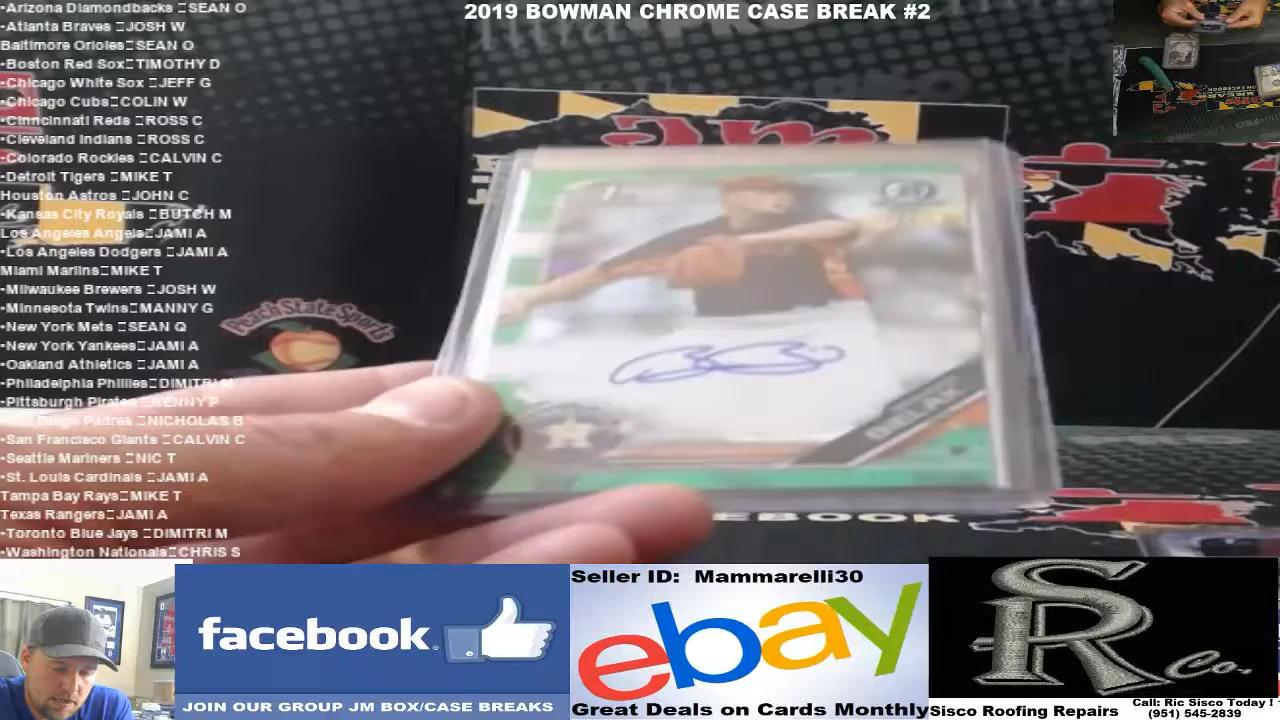 2019 BOWMAN CHROME CASE BREAK #2
•Arizona Diamondbacks SEAN O
•Atlanta Braves JOSH W
Baltimore Orioles SEAN O
•Boston Red Sox TIMOTHY D
•Chicago White Sox JEFF G
•Chicago Cubs COLIN W
•Cinncinnati Reds ROSS C
•Cleveland Indians ROSS C
•Colorado Rockies CALVIN C
•Detroit Tigers MIKE T
Houston Astros JOHN C
•Kansas City Royals BUTCH M
Los Angeles Angels JAMI A
•Los Angeles Dodgers JAMI A
Miami Marlins MIKE T
•Milwaukee Brewers JOSH W
•Minnesota Twins MANNY G
•New York Mets SEAN Q
•New York Yankees JAMI A
•Oakland Athletics JAMI A
•Philadelphia Phillies DIMITRI M
•Pittsburgh Pirates KENNY P
Diego Padres NICHOLAS B
•San Francisco Giants CALVIN C
•Seattle Mariners NIC T
•St. Louis Cardinals JAMI A
Tampa Bay Rays MIKE T
Texas Rangers JAMI A
•Toronto Blue Jays DIMITRI M
•Washington Nationals CHRIS S
Peach State Sports
facebook
JOIN OUR GROUP JM BOX/CASE BREAKS
Seller ID: Mammarelli30
ebay
Great Deals on Cards Monthly
SR Co.
Sisco Roofing Repairs
Call: Ric Sisco Today !
(951) 545-2839